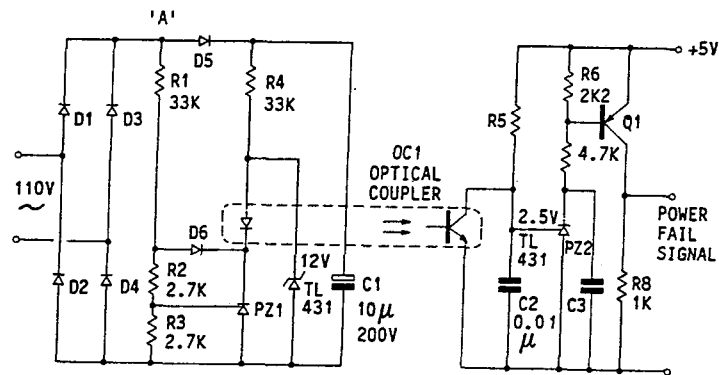 'A'
D5
R1
33K
R4
33K
D1
D3
110V
~
D6
D2
D4
R2
2.7K
R3
2.7K
PZ1
12V
TL
431
C1
10µ
200V
OC1
OPTICAL
COUPLER
R5
R6
2K2
Q1
4.7K
+5V
2.5V
TL
431
PZ2
C2
0.01
µ
C3
R8
1K
POWER
FAIL
SIGNAL